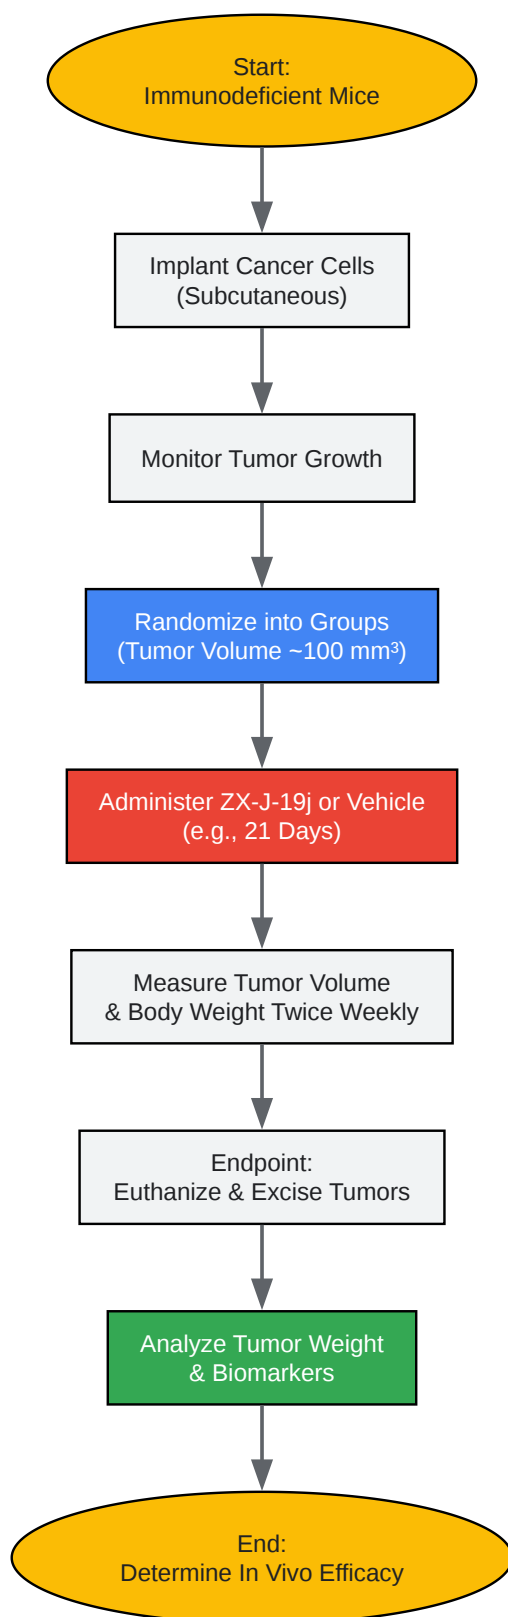 Start:
Immunodeficient Mice
Implant Cancer Cells
(Subcutaneous)
Monitor Tumor Growth
Randomize into Groups
(Tumor Volume ~100 mm³)
Administer ZX-J-19j or Vehicle
(e.g., 21 Days)
Measure Tumor Volume
& Body Weight Twice Weekly
Endpoint:
Euthanize & Excise Tumors
Analyze Tumor Weight
& Biomarkers
End:
Determine In Vivo Efficacy